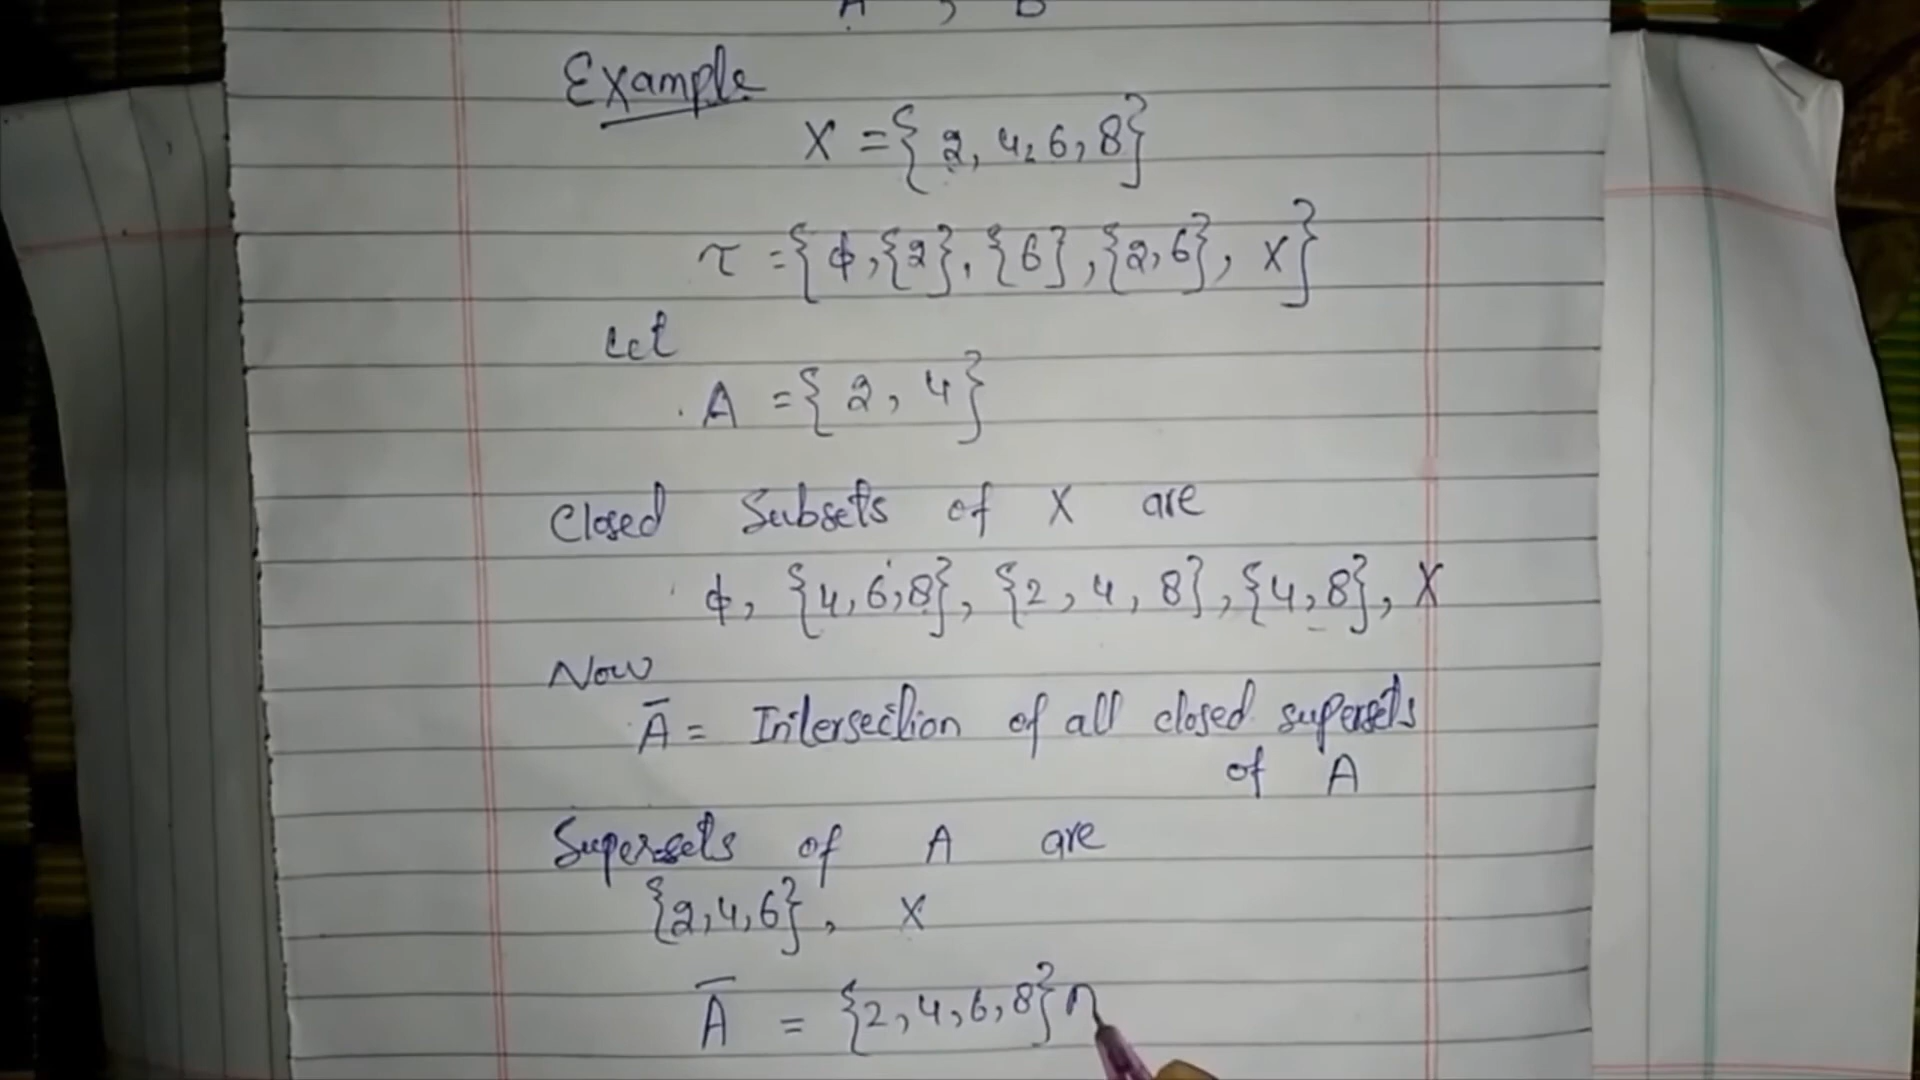 A , B
Example
X = { 2, 4, 6, 8}
τ = { ϕ, {2}, {6}, {2,6}, X}
Let
A = { 2, 4}
Closed Subsets of X are
ϕ, {4,6,8}, {2, 4, 8}, {4,8}, X
Now
A̅ = Intersection of all closed supersets
of A
Supersets of A are
{2,4,6}, X
A̅ = {2,4,6,8} ∩